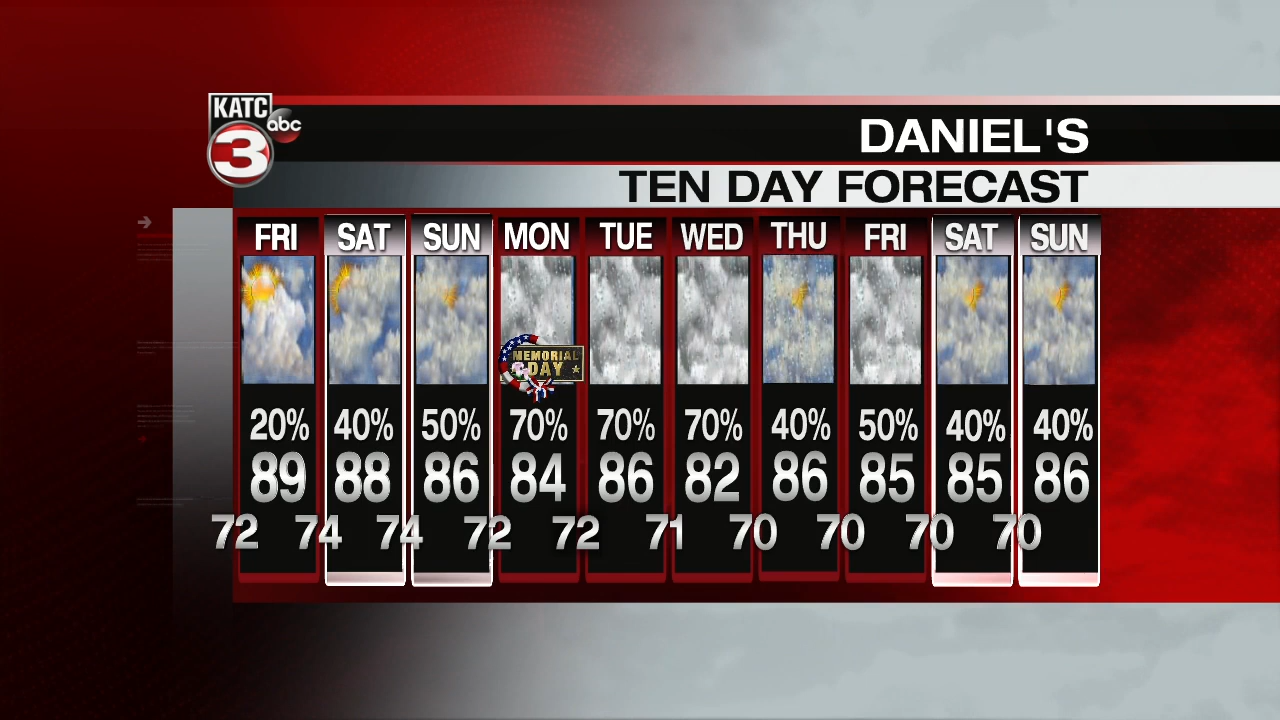 KATC
abc
3
DANIEL'S
TEN DAY FORECAST
FRI SAT SUN MON TUE WED THU FRI SAT SUN
MEMORIAL
DAY
20% 40% 50% 70% 70% 70% 40% 50% 40% 40%
89 88 86 84 86 82 86 85 85 86
72 74 74 72 72 71 70 70 70 70